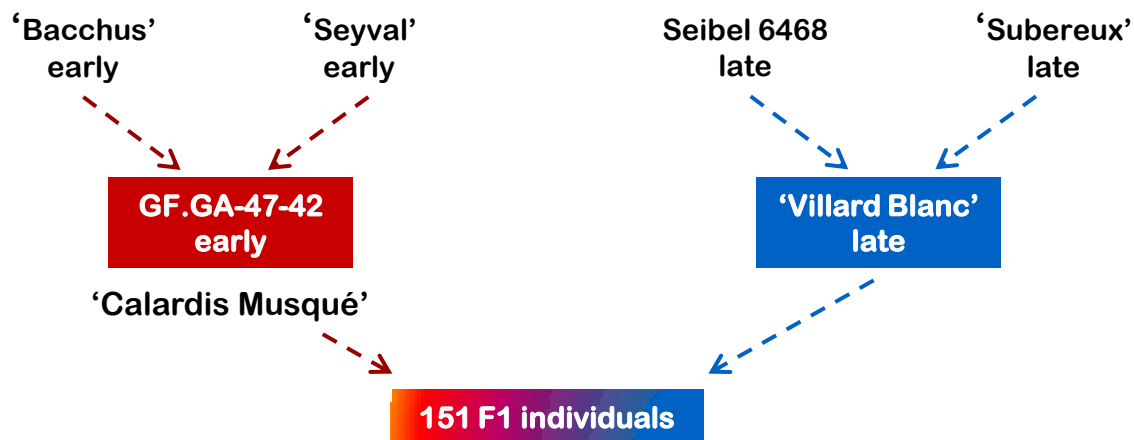 ‘Bacchus’
early
‘Seyval’
early
Seibel 6468
late
‘Subereux’
late
GF.GA-47-42
early
‘Villard Blanc’
late
‘Calardis Musqué’
151 F1 individuals